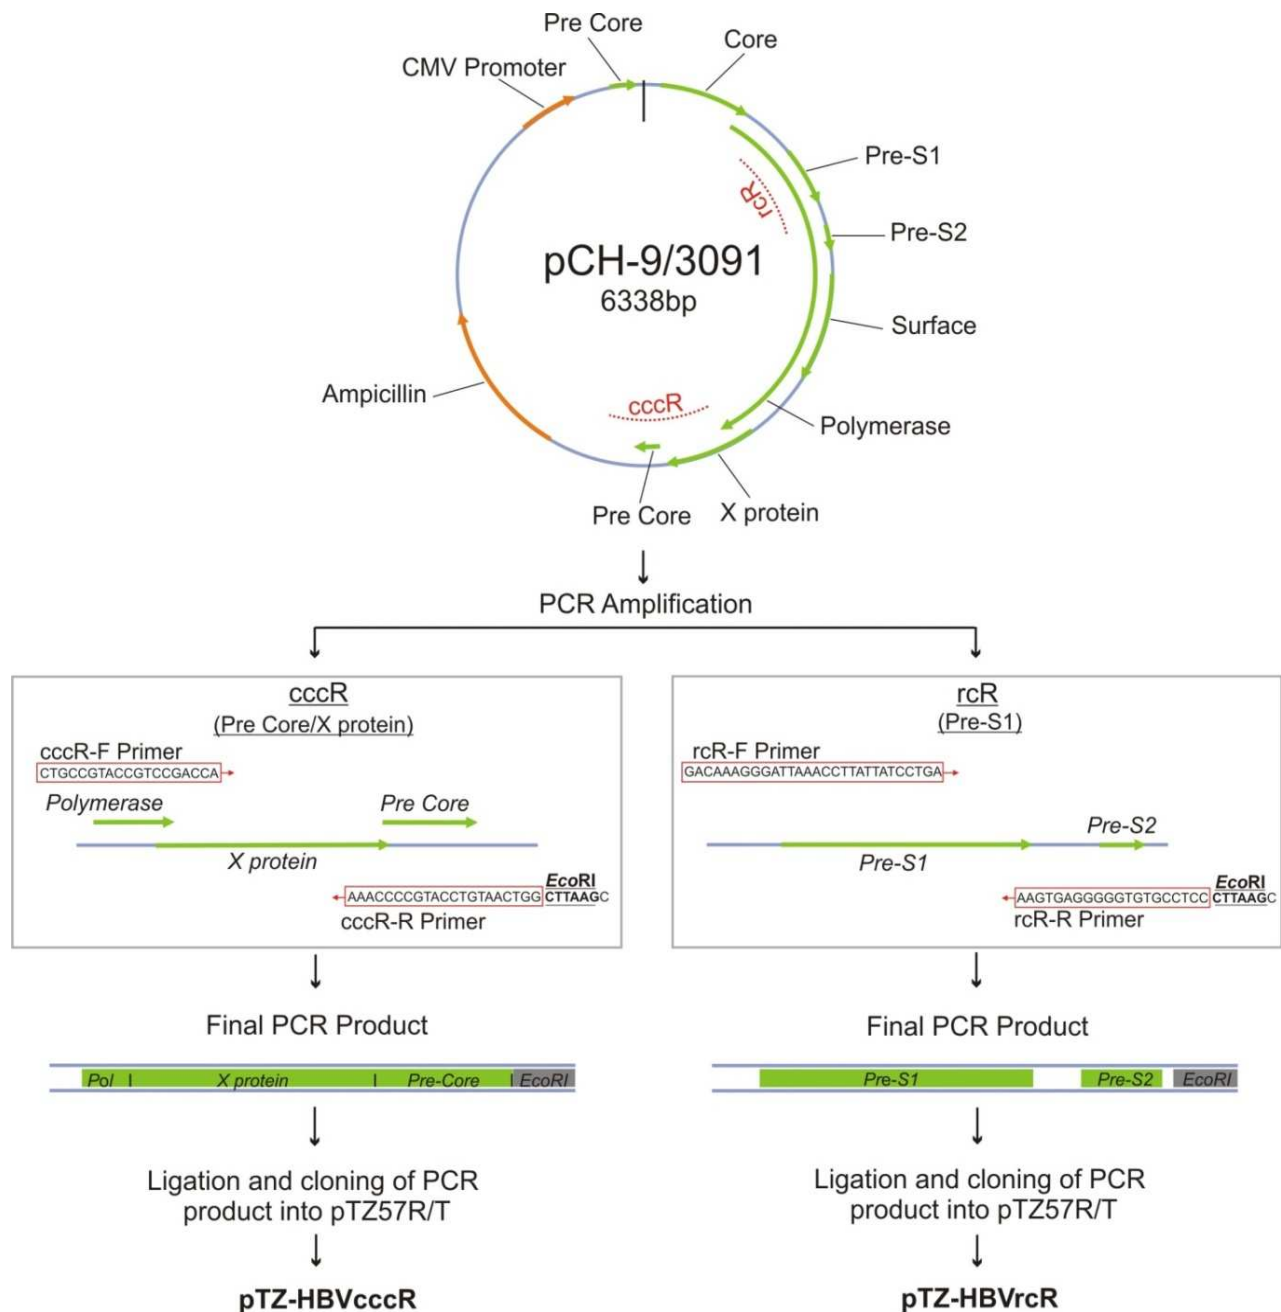 Pre Core
Core
CMV Promoter
Pre-S1
rcR
Pre-S2
pCH-9/3091
6338bp
Surface
Ampicillin
cccR
Polymerase
Pre Core
X protein
PCR Amplification
cccR
(Pre Core/X protein)
cccR-F Primer
CTGCCGTACCGTCCGACCA
Polymerase
Pre Core
X protein
EcoRI
AAACCCCGTACCTGTAACTGG CTTAAGC
cccR-R Primer
rcR
(Pre-S1)
rcR-F Primer
GACAAAGGGATTAAACCTTATTATCCTGA
Pre-S2
Pre-S1
EcoRI
AAGTGAGGGGGTGTGCCTCC CTTAAGC
rcR-R Primer
Final PCR Product
Pol X protein Pre-Core EcoRI
Ligation and cloning of PCR
product into pTZ57R/T
pTZ-HBVcccR
Final PCR Product
Pre-S1 Pre-S2 EcoRI
Ligation and cloning of PCR
product into pTZ57R/T
pTZ-HBVrcR